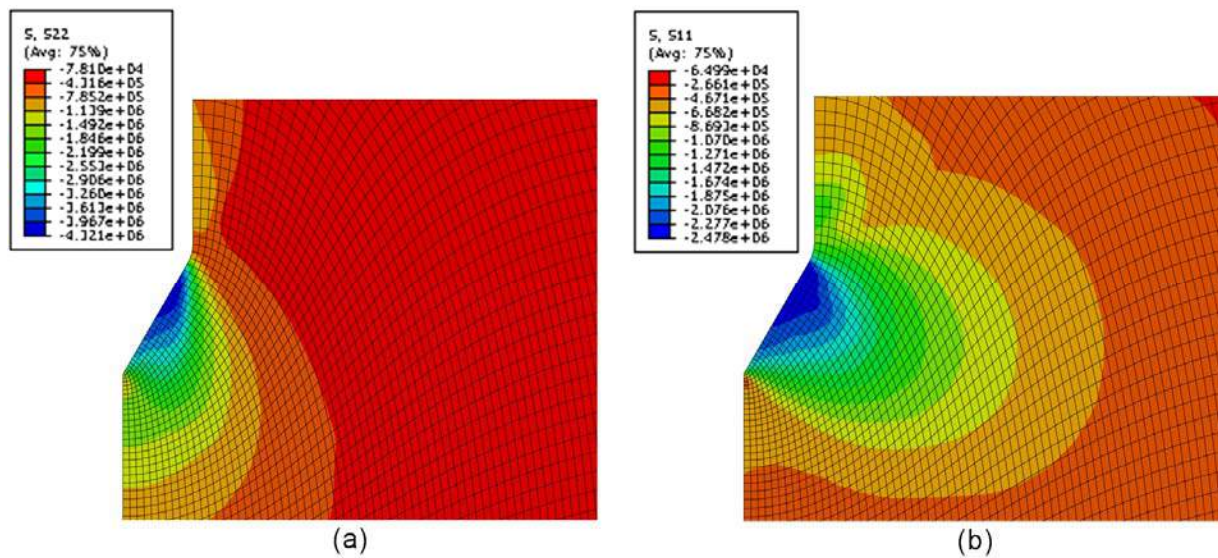 S, S22
(Avg: 75%)
-7.810e+04
-4.316e+05
-7.852e+05
-1.139e+06
-1.492e+06
-1.846e+06
-2.199e+06
-2.553e+06
-2.906e+06
-3.260e+06
-3.613e+06
-3.967e+06
-4.321e+06
S, S11
(Avg: 75%)
-6.499e+04
-2.661e+05
-4.671e+05
-6.682e+05
-8.693e+05
-1.070e+06
-1.271e+06
-1.472e+06
-1.674e+06
-1.875e+06
-2.076e+06
-2.277e+06
-2.478e+06
(a)
(b)